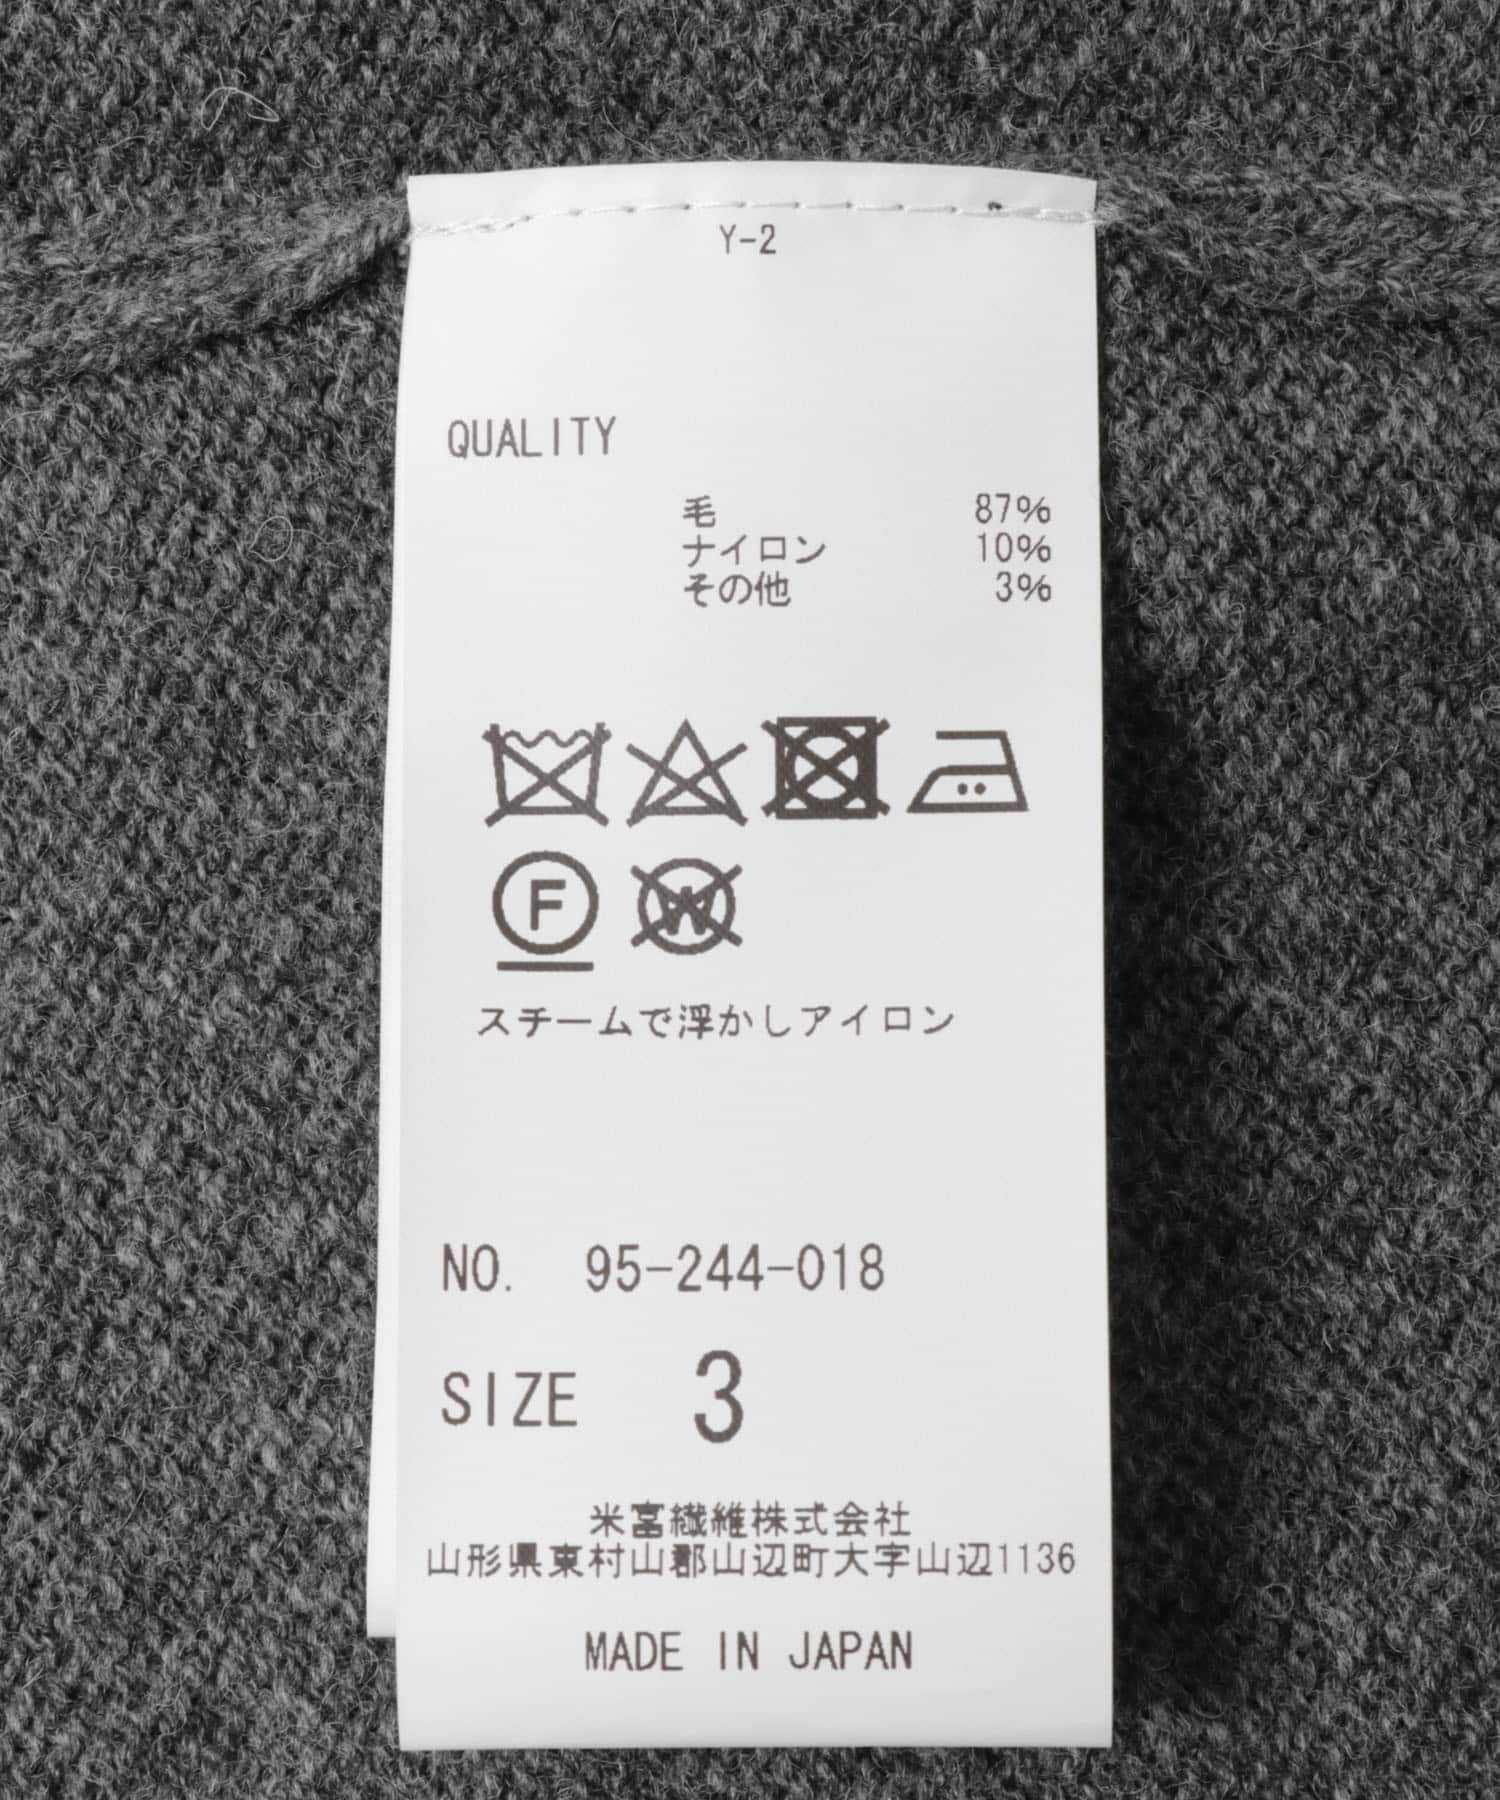 Y-2
QUALITY
毛 87%
ナイロン 10%
その他 3%
F
W
スチームで浮かしアイロン
NO. 95-244-018
SIZE 3
米富繊維株式会社
山形県東村山郡山辺町大字山辺1136
MADE IN JAPAN